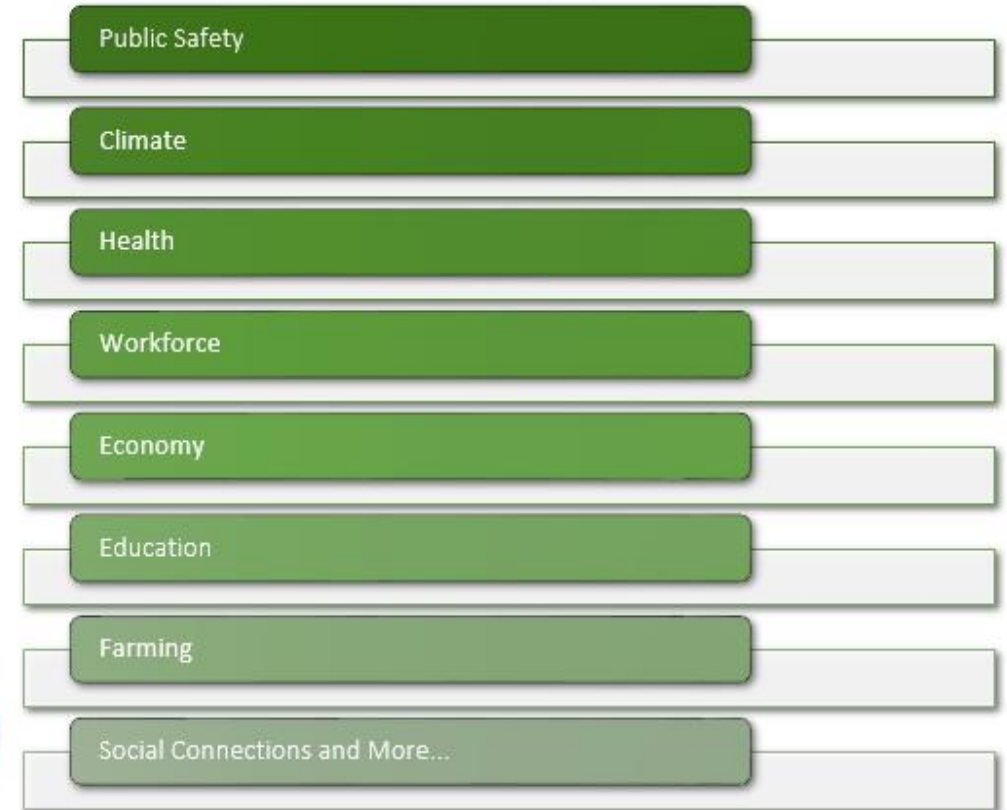 Public Safety
Climate
Health
Workforce
Economy
Education
Farming
Social Connections and More...